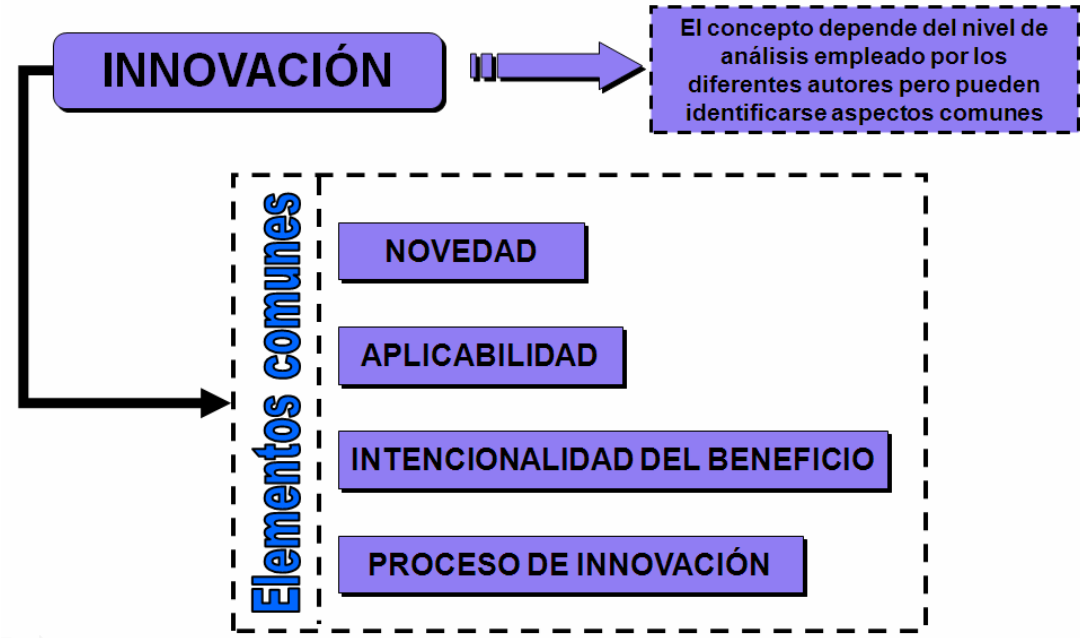 INNOVACIÓN
El concepto depende del nivel de
análisis empleado por los
diferentes autores pero pueden
identificarse aspectos comunes
Elementos comunes
NOVEDAD
APLICABILIDAD
INTENCIONALIDAD DEL BENEFICIO
PROCESO DE INNOVACIÓN